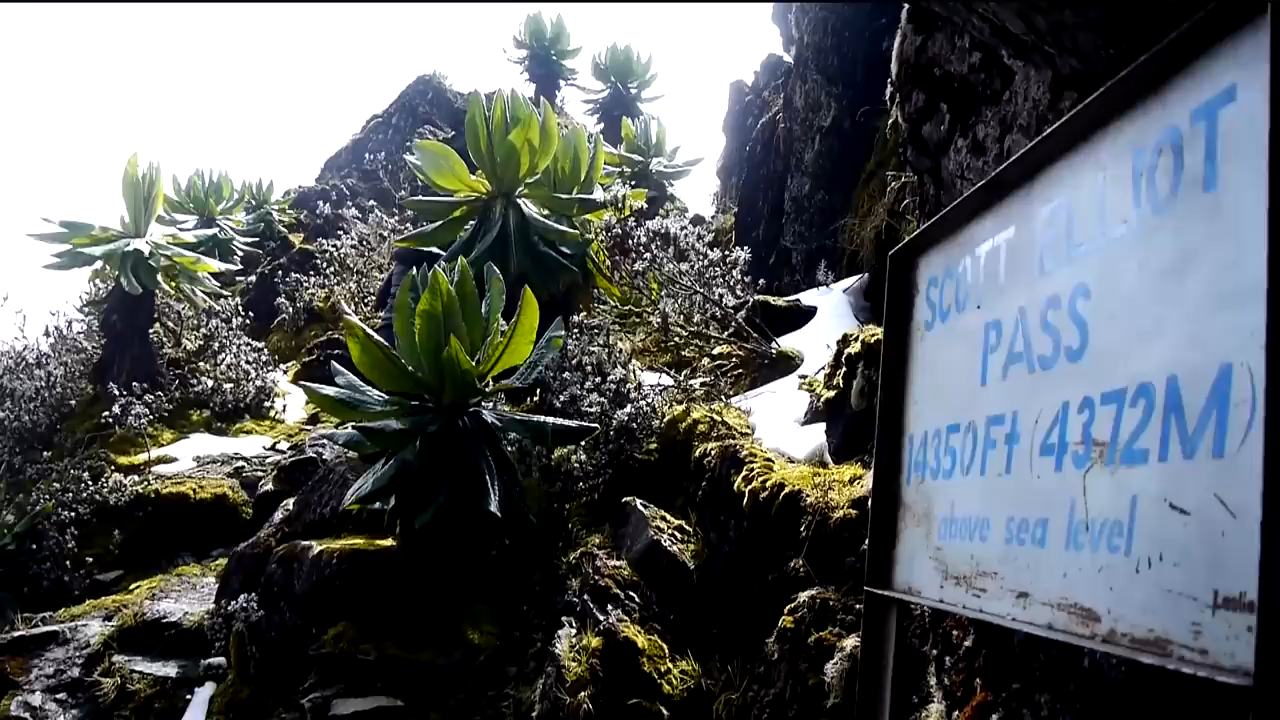 SCOTT ELLIOT
PASS
14350Ft (4372M)
above sea level
Leslie